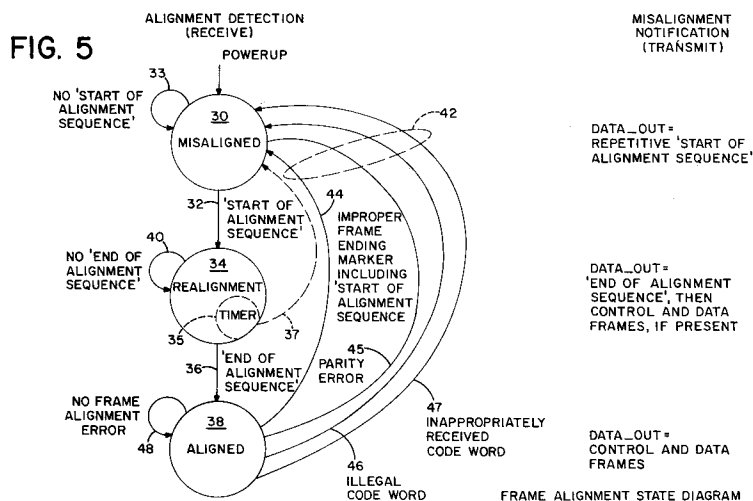 FIG. 5
ALIGNMENT DETECTION
(RECEIVE)
MISALIGNMENT
NOTIFICATION
(TRANSMIT)
POWERUP
33
NO 'START OF
ALIGNMENT
SEQUENCE'
30
MISALIGNED
42
DATA_OUT=
REPETITIVE 'START OF
ALIGNMENT SEQUENCE'
32
'START OF
ALIGNMENT
SEQUENCE'
44
IMPROPER
FRAME
ENDING
MARKER
INCLUDING
'START OF
ALIGNMENT
SEQUENCE
40
NO 'END OF
ALIGNMENT
SEQUENCE'
34
REALIGNMENT
TIMER
35
37
DATA_OUT=
'END OF ALIGNMENT
SEQUENCE', THEN
CONTROL AND DATA
FRAMES, IF PRESENT
36
'END OF
ALIGNMENT
SEQUENCE'
45
PARITY
ERROR
NO FRAME
ALIGNMENT
ERROR
48
38
ALIGNED
47
INAPPROPRIATELY
RECEIVED
CODE WORD
46
ILLEGAL
CODE WORD
DATA_OUT=
CONTROL AND DATA
FRAMES
FRAME ALIGNMENT STATE DIAGRAM